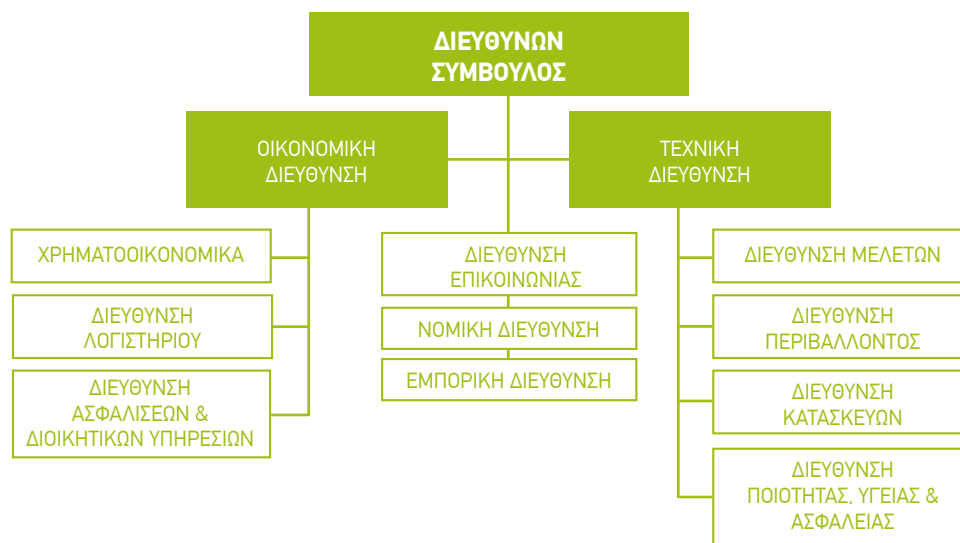 ΔΙΕΥΘΥΝΩΝ
ΣΥΜΒΟΥΛΟΣ
ΟΙΚΟΝΟΜΙΚΗ
ΔΙΕΥΘΥΝΣΗ
ΤΕΧΝΙΚΗ
ΔΙΕΥΘΥΝΣΗ
ΧΡΗΜΑΤΟΟΙΚΟΝΟΜΙΚΑ
ΔΙΕΥΘΥΝΣΗ
ΛΟΓΙΣΤΗΡΙΟΥ
ΔΙΕΥΘΥΝΣΗ
ΑΣΦΑΛΙΣΕΩΝ &
ΔΙΟΙΚΗΤΙΚΩΝ ΥΠΗΡΕΣΙΩΝ
ΔΙΕΥΘΥΝΣΗ
ΕΠΙΚΟΙΝΩΝΙΑΣ
ΝΟΜΙΚΗ ΔΙΕΥΘΥΝΣΗ
ΕΜΠΟΡΙΚΗ ΔΙΕΥΘΥΝΣΗ
ΔΙΕΥΘΥΝΣΗ ΜΕΛΕΤΩΝ
ΔΙΕΥΘΥΝΣΗ
ΠΕΡΙΒΑΛΛΟΝΤΟΣ
ΔΙΕΥΘΥΝΣΗ
ΚΑΤΑΣΚΕΥΩΝ
ΔΙΕΥΘΥΝΣΗ
ΠΟΙΟΤΗΤΑΣ, ΥΓΕΙΑΣ &
ΑΣΦΑΛΕΙΑΣ